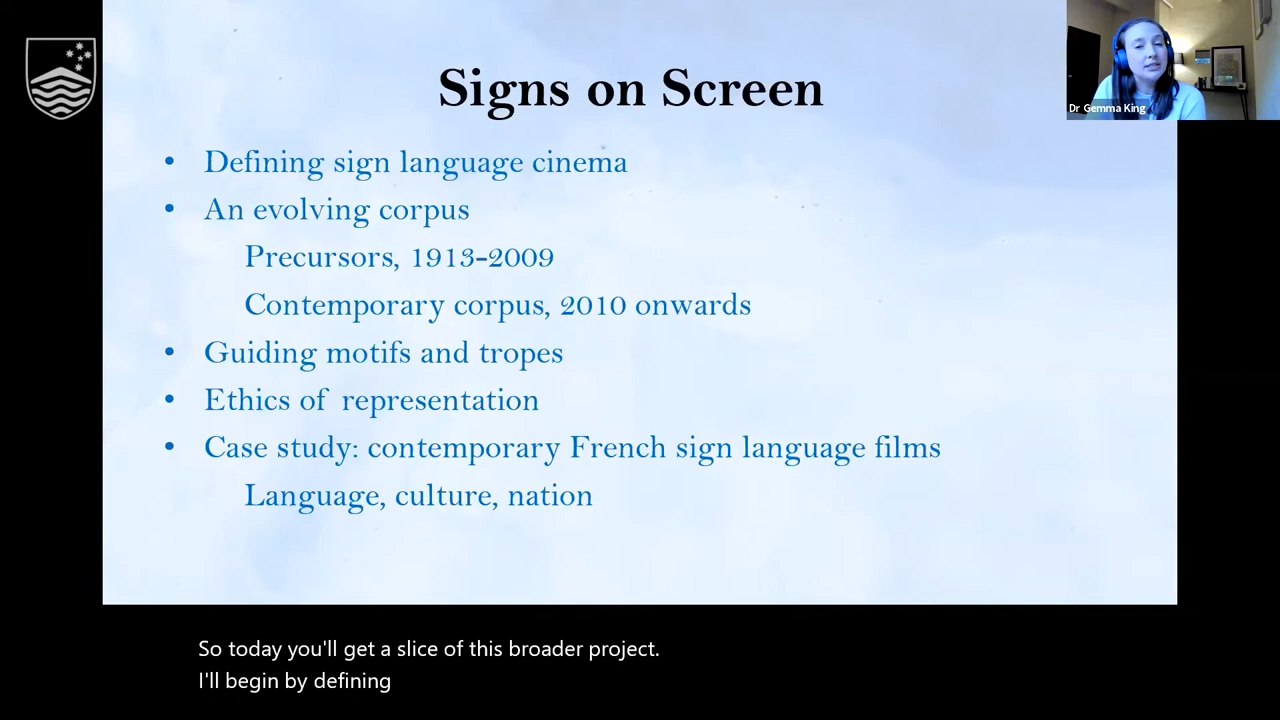 Signs on Screen
Dr Gemma King
• Defining sign language cinema
• An evolving corpus
Precursors, 1913-2009
Contemporary corpus, 2010 onwards
• Guiding motifs and tropes
• Ethics of representation
• Case study: contemporary French sign language films
Language, culture, nation
So today you'll get a slice of this broader project.
I'll begin by defining